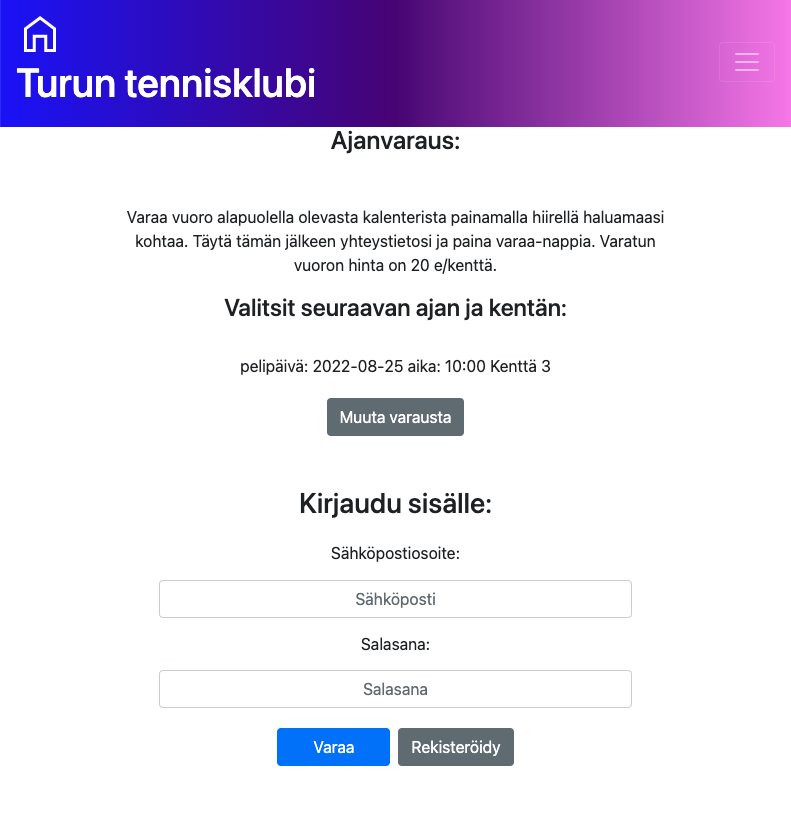 Turun tennisklubi
Ajanvaraus:
Varaa vuoro alapuolella olevasta kalenterista painamalla hiirellä haluamaasi
kohtaa. Täytä tämän jälkeen yhteystietosi ja paina varaa-nappia. Varatun
vuoron hinta on 20 e/kenttä.
Valitsit seuraavan ajan ja kentän:
pelipäivä: 2022-08-25 aika: 10:00 Kenttä 3
Muuta varausta
Kirjaudu sisälle:
Sähköpostiosoite:
Sähköposti
Salasana:
Salasana
Varaa Rekisteröidy